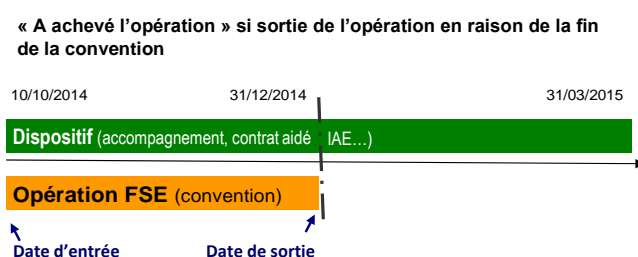 « A achevé l’opération » si sortie de l’opération en raison de la fin
de la convention
10/10/2014 31/12/2014 31/03/2015
Dispositif (accompagnement, contrat aidé IAE…)
Opération FSE (convention)
Date d’entrée Date de sortie